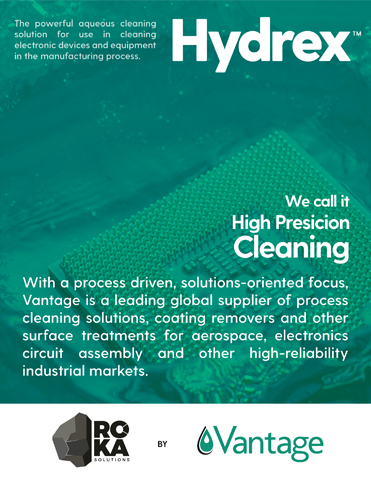 The powerful aqueous cleaning
solution for use in cleaning
electronic devices and equipment
in the manufacturing process.
Hydrex™
We call it
High Presicion
Cleaning
With a process driven, solutions-oriented focus,
Vantage is a leading global supplier of process
cleaning solutions, coating removers and other
surface treatments for aerospace, electronics
circuit assembly and other high-reliability
industrial markets.
ROKA
SOLUTIONS
BY
Vantage